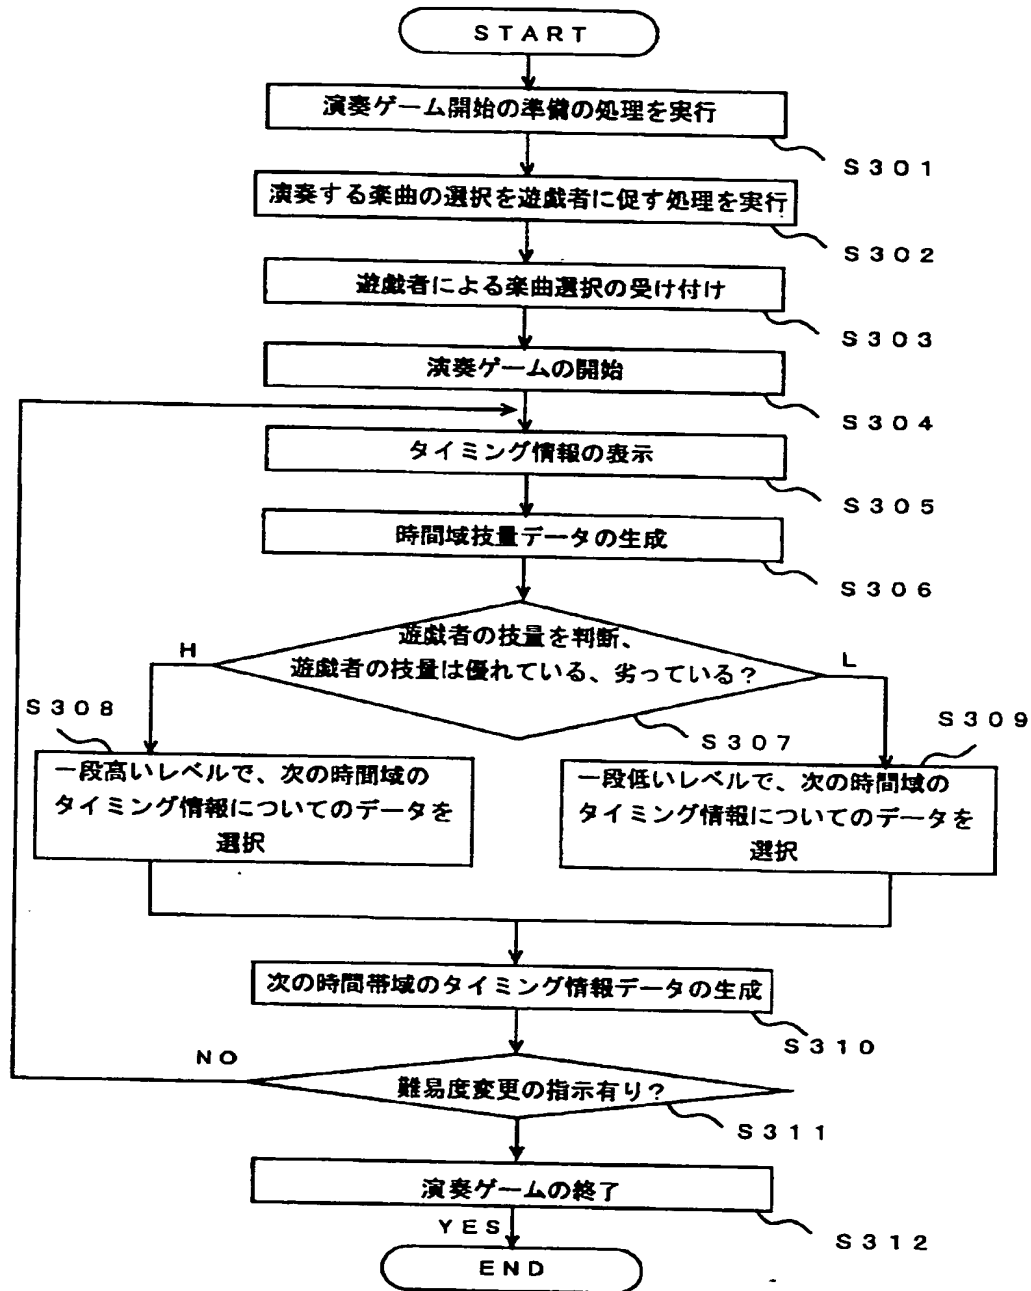 START
演奏ゲーム開始の準備の処理を実行
S301
演奏する楽曲の選択を遊戯者に促す処理を実行
S302
遊戯者による楽曲選択の受け付け
S303
演奏ゲームの開始
S304
タイミング情報の表示
S305
時間域技量データの生成
S306
遊戯者の技量を判断、
遊戯者の技量は優れている、劣っている?
H
L
S307
S308
S309
一段高いレベルで、次の時間域の
タイミング情報についてのデータを
選択
一段低いレベルで、次の時間域の
タイミング情報についてのデータを
選択
次の時間帯域のタイミング情報データの生成
S310
NO
難易度変更の指示有り?
S311
演奏ゲームの終了
S312
YES
END